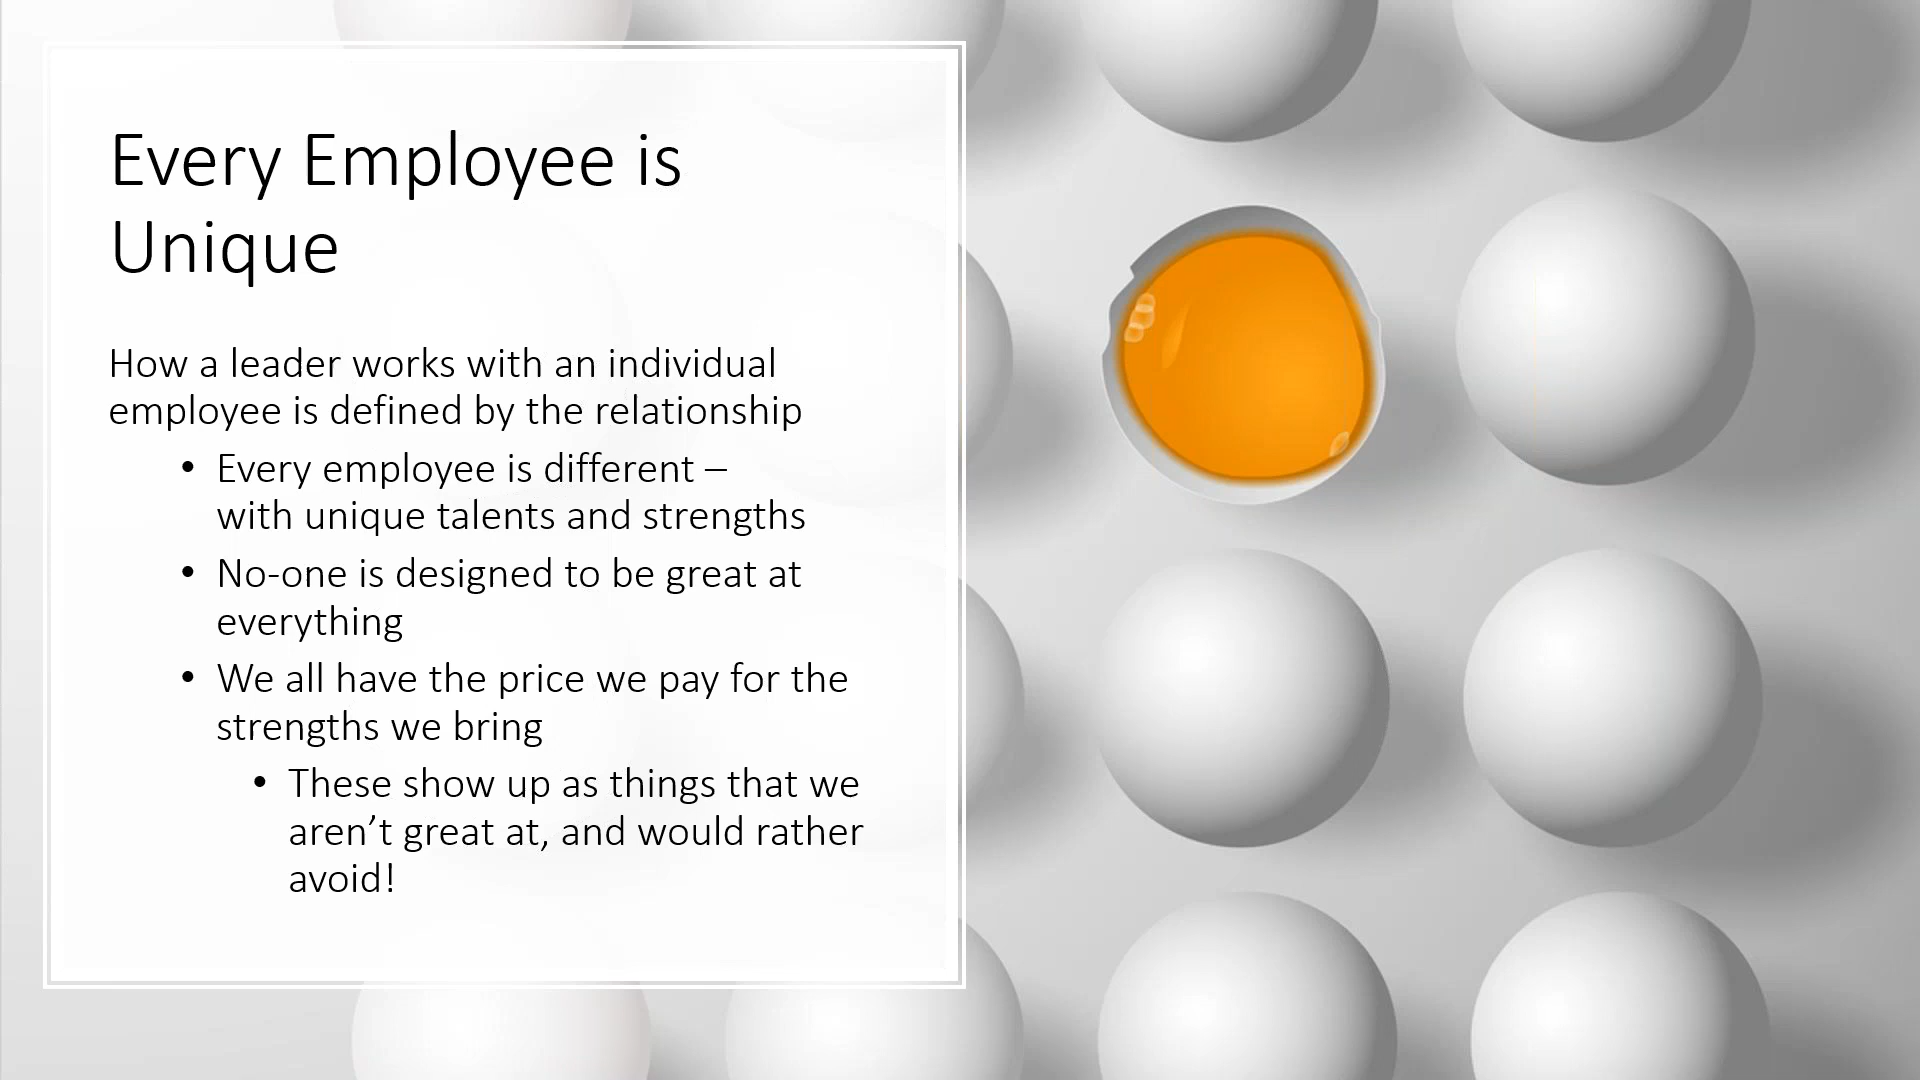 Every Employee is
Unique
How a leader works with an individual
employee is defined by the relationship
• Every employee is different –
with unique talents and strengths
• No-one is designed to be great at
everything
• We all have the price we pay for the
strengths we bring
• These show up as things that we
aren’t great at, and would rather
avoid!